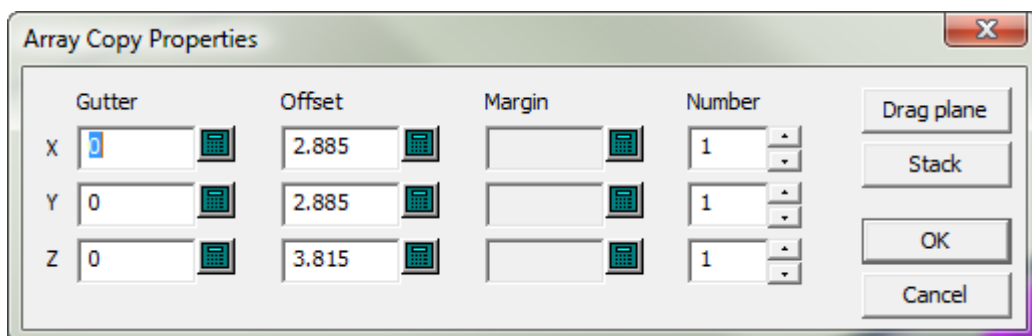 Array Copy Properties
Gutter Offset Margin Number Drag plane
X 0 2.885 1
Stack
Y 0 2.885 1
OK
Z 0 3.815 1
Cancel